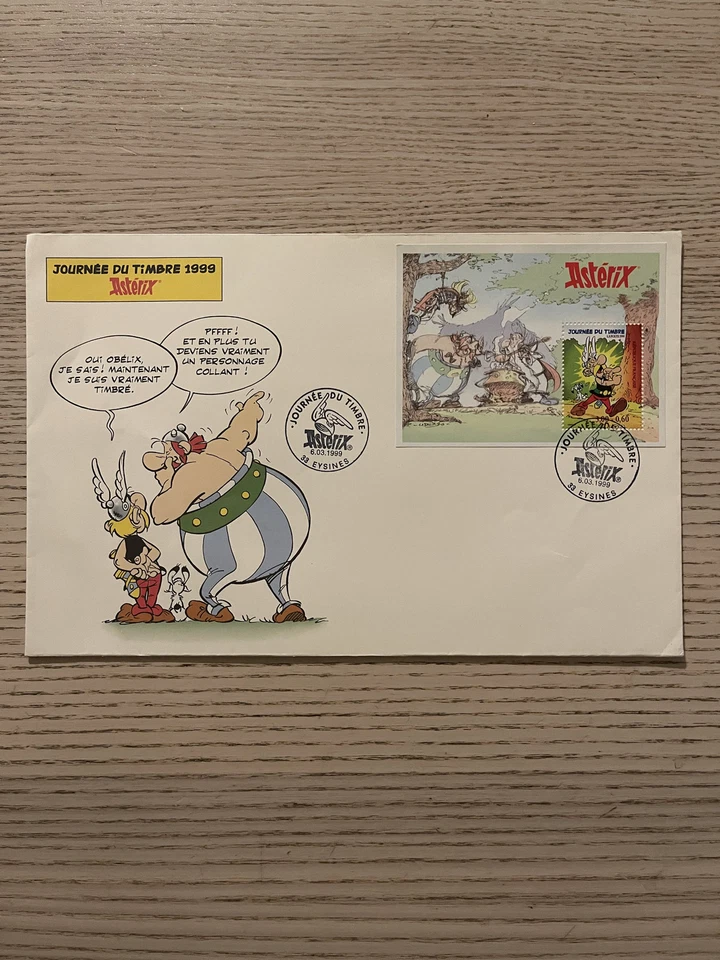 JOURNÉE DU TIMBRE 1999
Astérix®
OUI OBÉLIX,
JE SAIS! MAINTENANT
JE SUIS VRAIMENT
TIMBRÉ.
PFFFF!
ET EN PLUS TU
DEVIENS VRAIMENT
UN PERSONNAGE
COLLANT!
·JOURNÉE DU TIMBRE·
Astérix®
6.03.1999
33 EYSINES
Astérix
JOURNÉE DU TIMBRE
0,60
·JOURNÉE DU TIMBRE·
Astérix®
6.03.1999
33 EYSINES